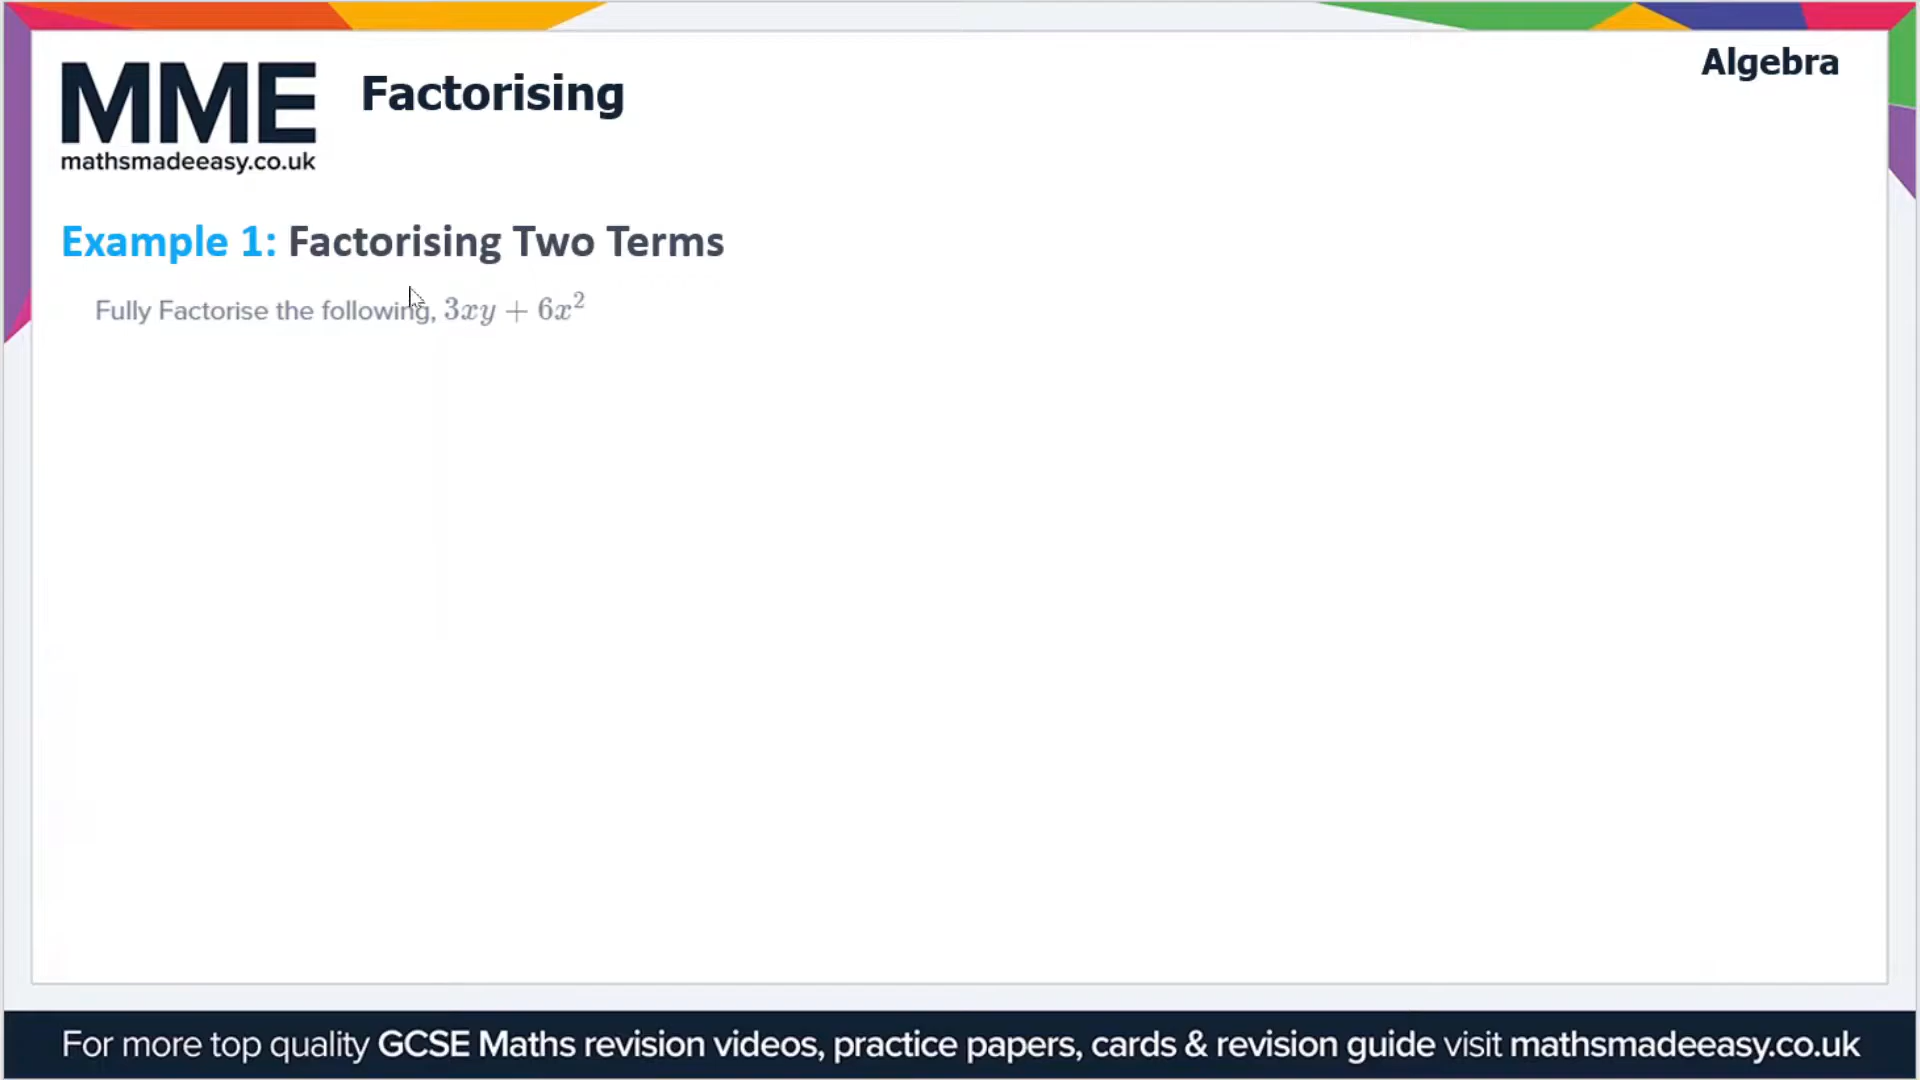 MME
mathsmadeeasy.co.uk
Factorising
Algebra
Example 1: Factorising Two Terms
Fully Factorise the following, 3xy + 6x²
For more top quality GCSE Maths revision videos, practice papers, cards & revision guide visit mathsmadeeasy.co.uk